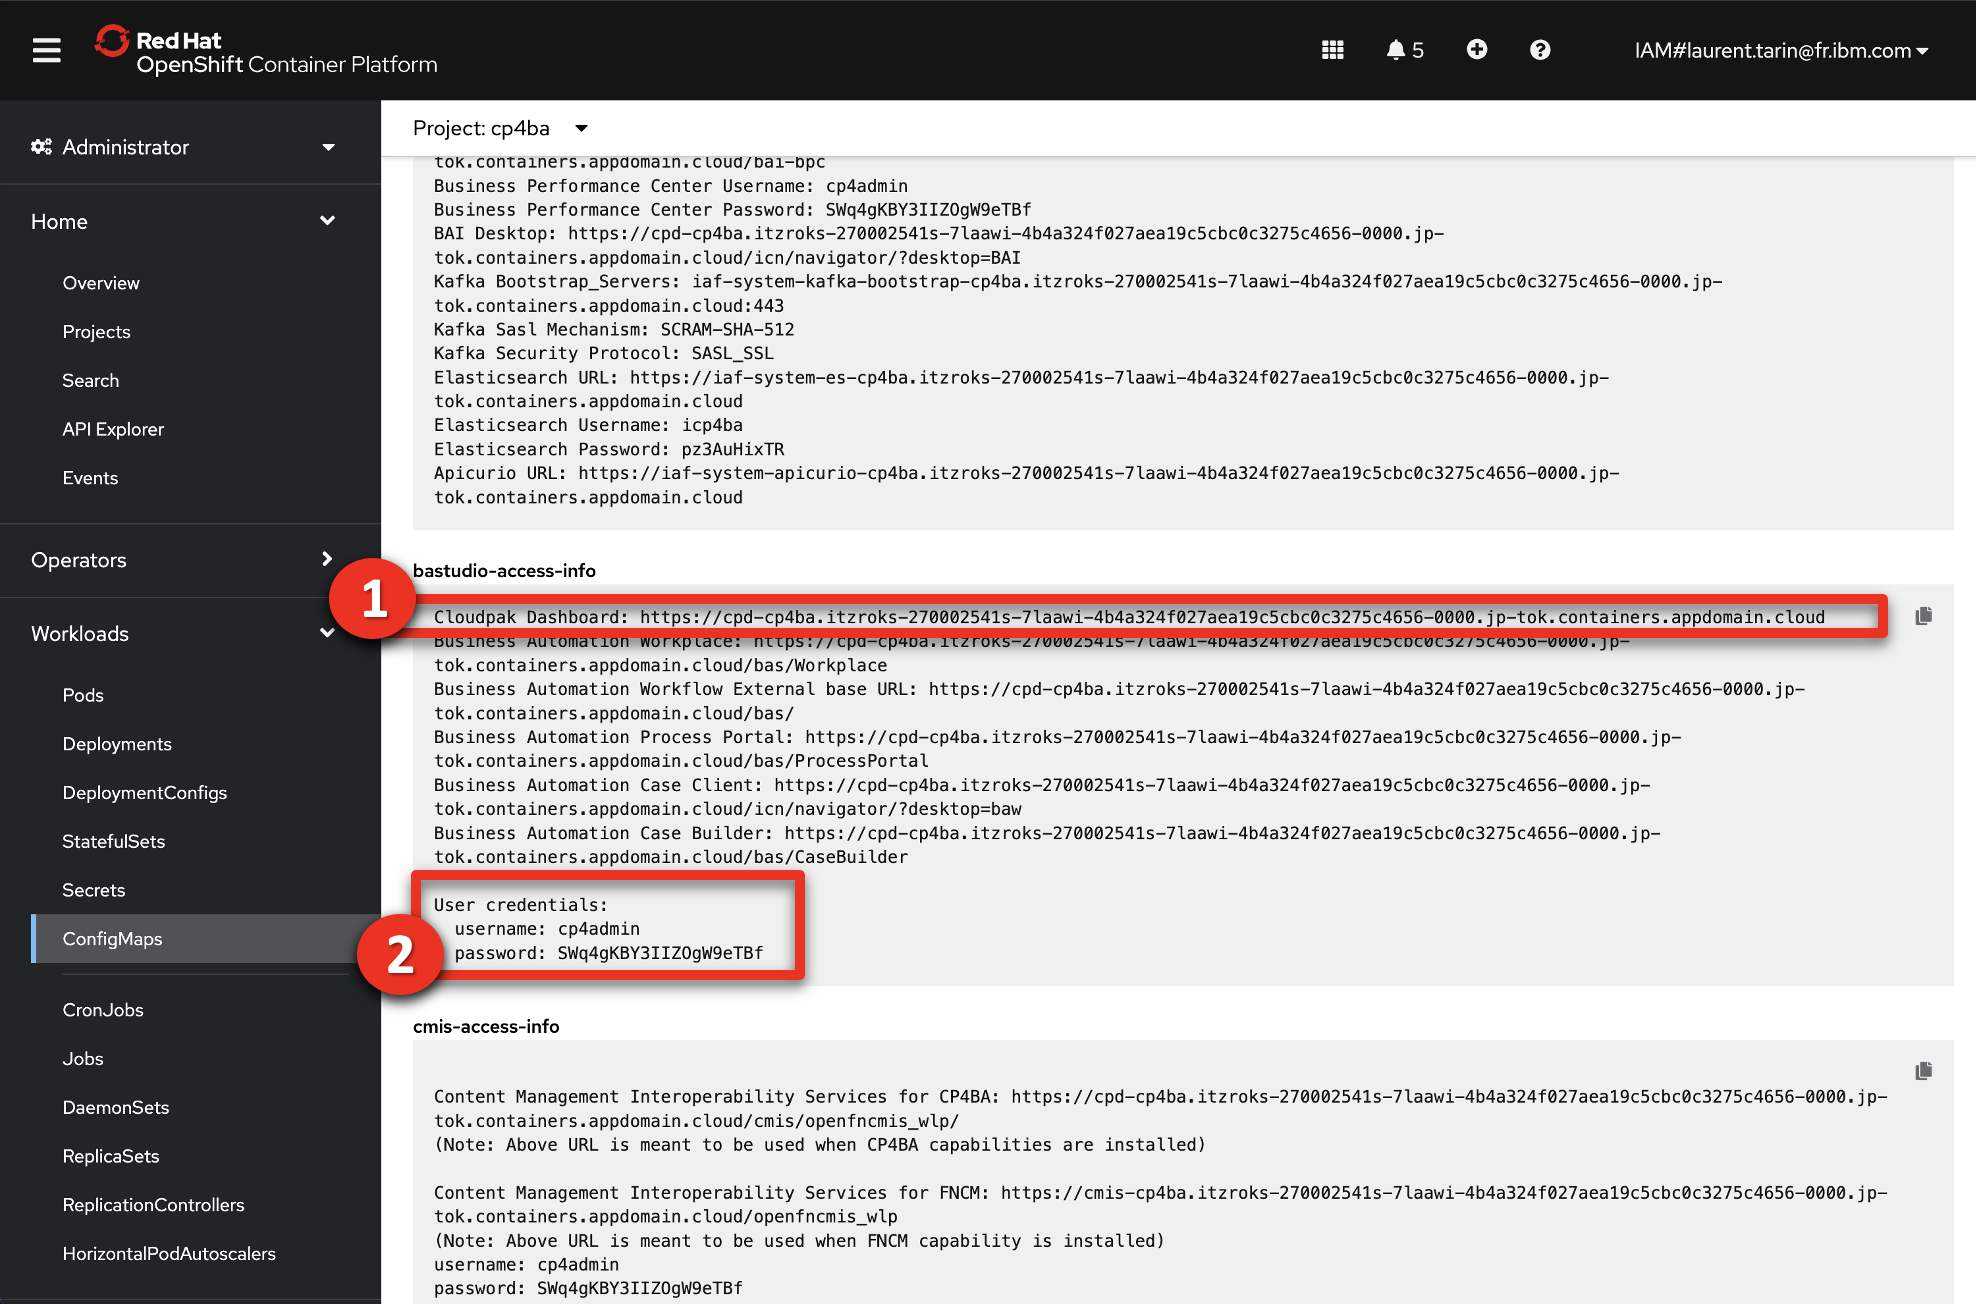 Red Hat
OpenShift Container Platform
5
IAM#laurent.tarin@fr.ibm.com
Administrator
Home
Overview
Projects
Search
API Explorer
Events
Operators
Workloads
Pods
Deployments
DeploymentConfigs
StatefulSets
Secrets
ConfigMaps
CronJobs
Jobs
DaemonSets
ReplicaSets
ReplicationControllers
HorizontalPodAutoscalers
Project: cp4ba
tok.containers.appdomain.cloud/bai-bpc
Business Performance Center Username: cp4admin
Business Performance Center Password: SWq4gKBY3IIZOgW9eTBf
BAI Desktop: https://cpd-cp4ba.itzroks-270002541s-7laawi-4b4a324f027aea19c5cbc0c3275c4656-0000.jp-
tok.containers.appdomain.cloud/icn/navigator/?desktop=BAI
Kafka Bootstrap_Servers: iaf-system-kafka-bootstrap-cp4ba.itzroks-270002541s-7laawi-4b4a324f027aea19c5cbc0c3275c4656-0000.jp-
tok.containers.appdomain.cloud:443
Kafka Sasl Mechanism: SCRAM-SHA-512
Kafka Security Protocol: SASL_SSL
Elasticsearch URL: https://iaf-system-es-cp4ba.itzroks-270002541s-7laawi-4b4a324f027aea19c5cbc0c3275c4656-0000.jp-
tok.containers.appdomain.cloud
Elasticsearch Username: icp4ba
Elasticsearch Password: pz3AuHixTR
Apicurio URL: https://iaf-system-apicurio-cp4ba.itzroks-270002541s-7laawi-4b4a324f027aea19c5cbc0c3275c4656-0000.jp-
tok.containers.appdomain.cloud
bastudio-access-info
1
Cloudpak Dashboard: https://cpd-cp4ba.itzroks-270002541s-7laawi-4b4a324f027aea19c5cbc0c3275c4656-0000.jp-tok.containers.appdomain.cloud
Business Automation Workplace: https://cpd-cp4ba.itzroks-270002541s-7laawi-4b4a324f027aea19c5cbc0c3275c4656-0000.jp-
tok.containers.appdomain.cloud/bas/Workplace
Business Automation Workflow External base URL: https://cpd-cp4ba.itzroks-270002541s-7laawi-4b4a324f027aea19c5cbc0c3275c4656-0000.jp-
tok.containers.appdomain.cloud/bas/
Business Automation Process Portal: https://cpd-cp4ba.itzroks-270002541s-7laawi-4b4a324f027aea19c5cbc0c3275c4656-0000.jp-
tok.containers.appdomain.cloud/bas/ProcessPortal
Business Automation Case Client: https://cpd-cp4ba.itzroks-270002541s-7laawi-4b4a324f027aea19c5cbc0c3275c4656-0000.jp-
tok.containers.appdomain.cloud/icn/navigator/?desktop=baw
Business Automation Case Builder: https://cpd-cp4ba.itzroks-270002541s-7laawi-4b4a324f027aea19c5cbc0c3275c4656-0000.jp-
tok.containers.appdomain.cloud/bas/CaseBuilder
2
User credentials:
username: cp4admin
password: SWq4gKBY3IIZOgW9eTBf
cmis-access-info
Content Management Interoperability Services for CP4BA: https://cpd-cp4ba.itzroks-270002541s-7laawi-4b4a324f027aea19c5cbc0c3275c4656-0000.jp-
tok.containers.appdomain.cloud/cmis/openfncmis_wlp/
(Note: Above URL is meant to be used when CP4BA capabilities are installed)
Content Management Interoperability Services for FNCM: https://cmis-cp4ba.itzroks-270002541s-7laawi-4b4a324f027aea19c5cbc0c3275c4656-0000.jp-
tok.containers.appdomain.cloud/openfncmis_wlp
(Note: Above URL is meant to be used when FNCM capability is installed)
username: cp4admin
password: SWq4gKBY3IIZOgW9eTBf